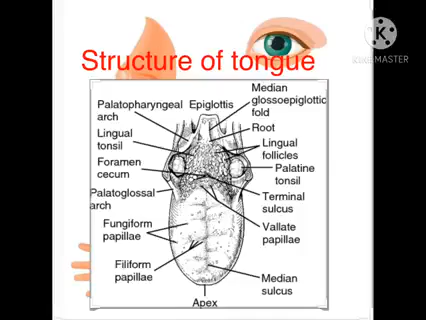 Structure of tongue
KINEMASTER
Median
glossoepiglottic
fold
Palatopharyngeal
arch
Epiglottis
Root
Lingual
tonsil
Lingual
follicles
Foramen
cecum
Palatine
tonsil
Palatoglossal
arch
Terminal
sulcus
Fungiform
papillae
Vallate
papillae
Filiform
papillae
Median
sulcus
Apex